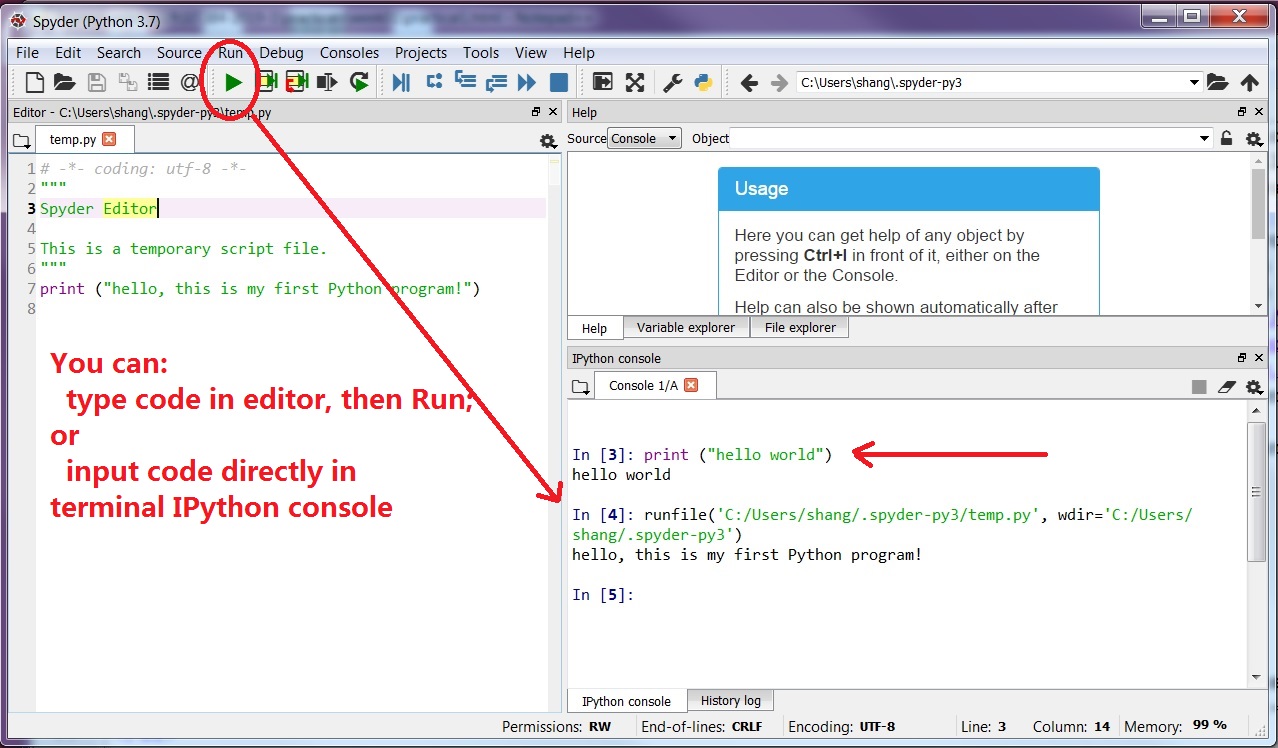 Spyder (Python 3.7)
File Edit Search Source Run Debug Consoles Projects Tools View Help
C:\Users\shang\.spyder-py3
Editor - C:\Users\shang\.spyder-py3\temp.py
temp.py
1 # -*- coding: utf-8 -*-
2 """
3 Spyder Editor
4
5 This is a temporary script file.
6 """
7 print ("hello, this is my first Python program!")
8
You can:
type code in editor, then Run;
or
input code directly in
terminal IPython console
Help
Source Console Object
Usage
Here you can get help of any object by
pressing Ctrl+I in front of it, either on the
Editor or the Console.
Help can also be shown automatically after
Help Variable explorer File explorer
IPython console
Console 1/A
In [3]: print ("hello world")
hello world
In [4]: runfile('C:/Users/shang/.spyder-py3/temp.py', wdir='C:/Users/
shang/.spyder-py3')
hello, this is my first Python program!
In [5]:
IPython console History log
Permissions: RW End-of-lines: CRLF Encoding: UTF-8 Line: 3 Column: 14 Memory: 99 %